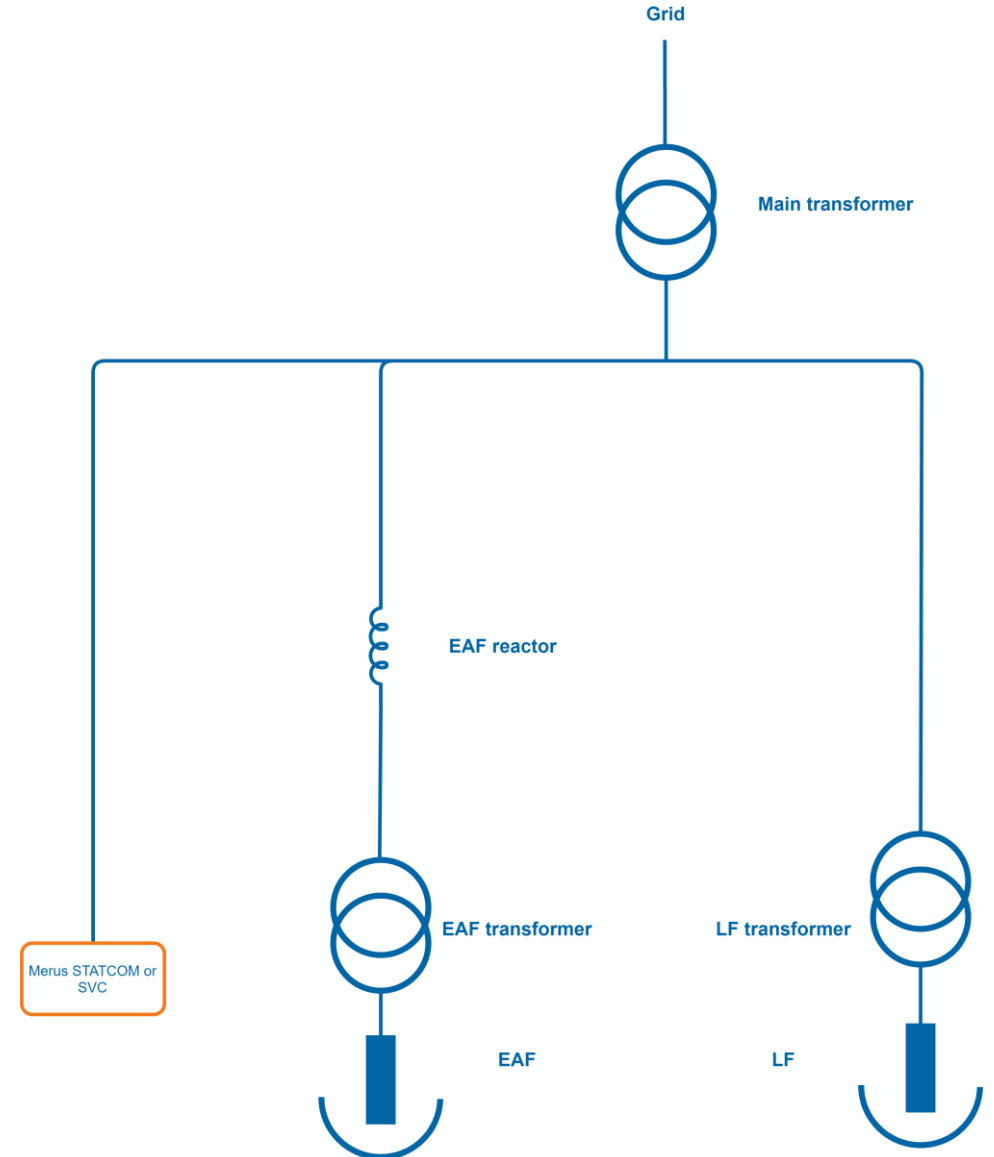 Grid
Main transformer
EAF reactor
EAF transformer
LF transformer
Merus STATCOM or
SVC
EAF
LF